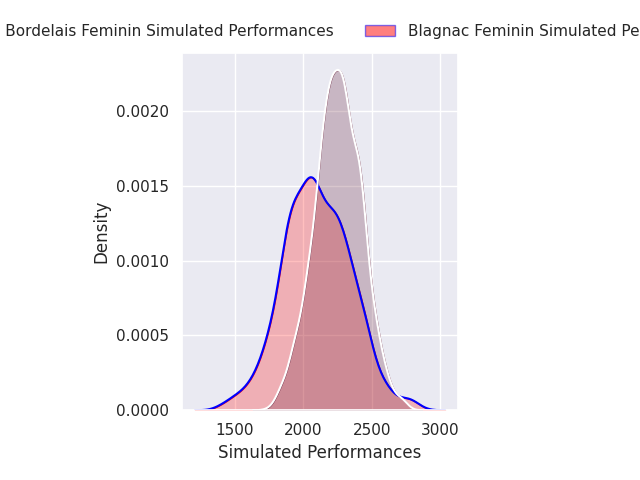 Bordelais Feminin Simulated Performances
Blagnac Feminin Simulated Pe
0.0020
0.0015
0.0010
0.0005
0.0000
Density
1500 2000 2500 3000
Simulated Performances